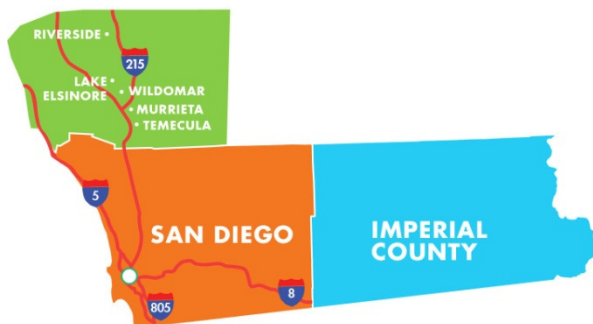 RIVERSIDE
215
LAKE
ELSINORE
WILDOMAR
MURRIETA
TEMECULA
5
SAN DIEGO
IMPERIAL
COUNTY
805
8